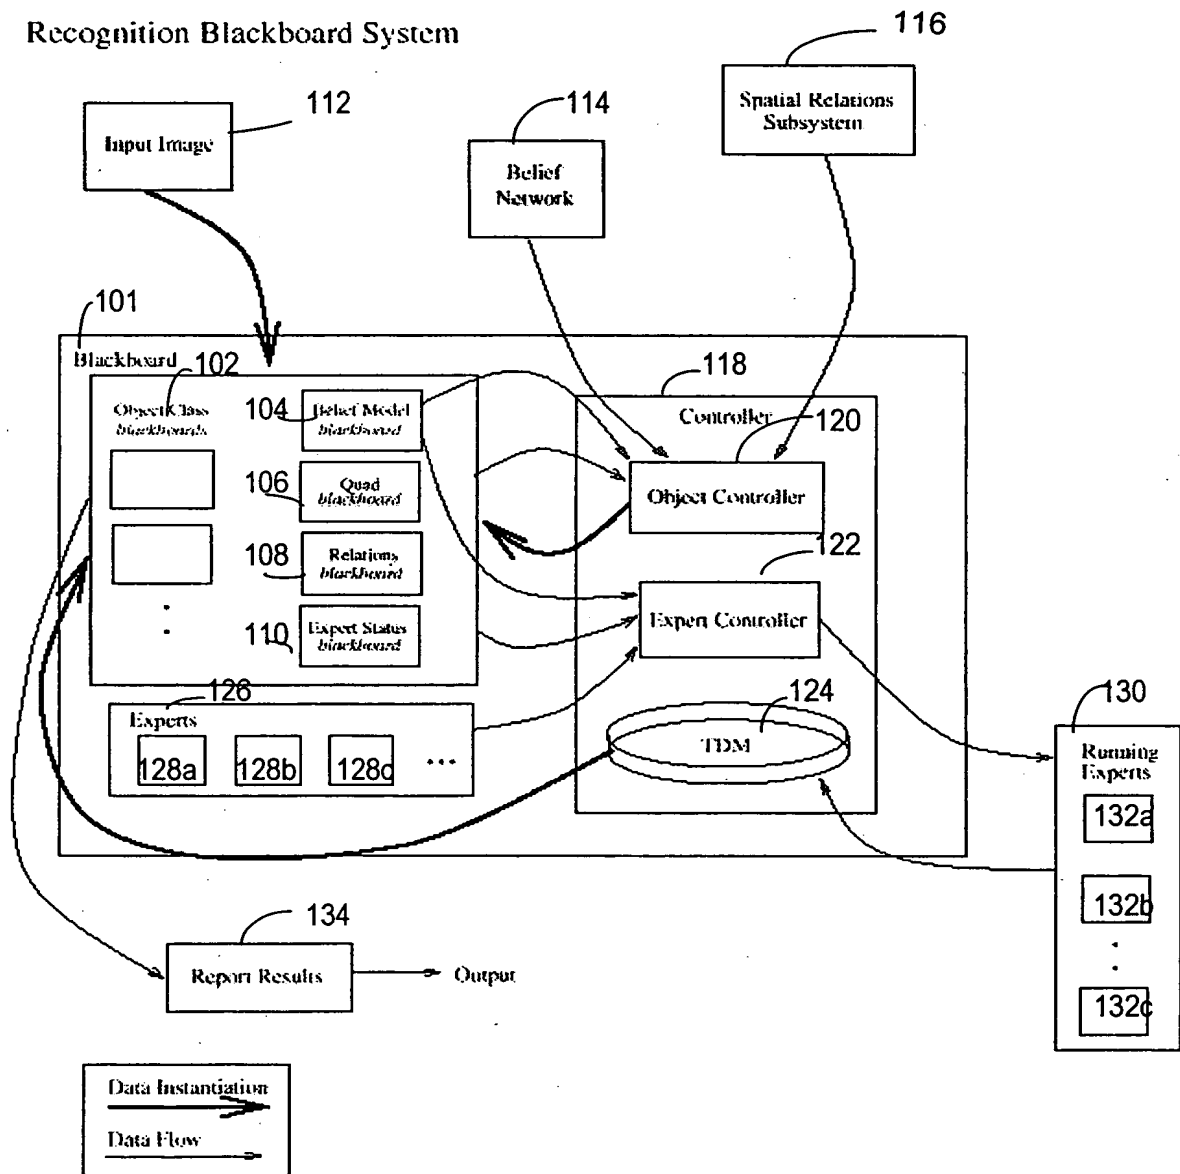 Recognition Blackboard System
116
112
114
Spatial Relations
Subsystem
Input Image
Belief
Network
101
Blackboard
102
118
Object Class
blackboards
104
Belief Model
blackboard
Controller
120
106
Quad
blackboard
Object Controller
108
Relations
blackboard
122
110
Expert Status
blackboard
Expert Controller
126
Experts
128a
128b
128c
...
124
TDM
130
Running
Experts
132a
132b
132c
134
Report Results
Output
Data Instantiation
Data Flow